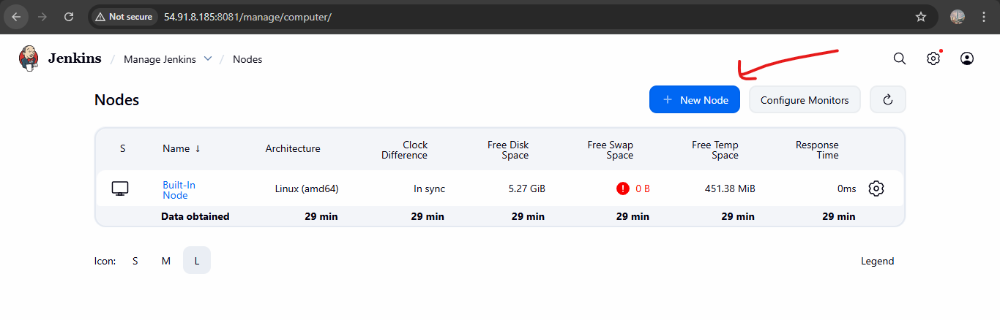 Not secure 54.91.8.185:8081/manage/computer/
Jenkins / Manage Jenkins / Nodes
Nodes
+ New Node Configure Monitors
S Name ↓ Architecture Clock Difference Free Disk Space Free Swap Space Free Temp Space Response Time
Built-In Node Linux (amd64) In sync 5.27 GiB 0 B 451.38 MiB 0ms
Data obtained 29 min 29 min 29 min 29 min 29 min 29 min
Icon: S M L Legend